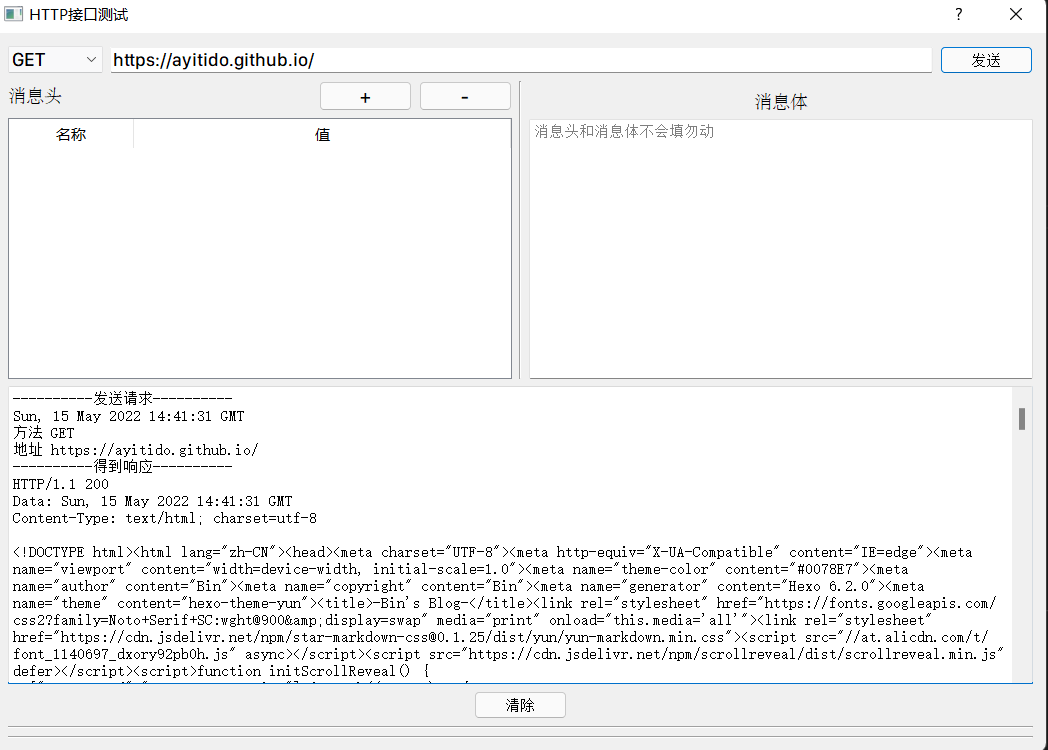 HTTP接口测试
?
GET
https://ayitido.github.io/
发送
消息头
+
-
消息体
名称
值
消息头和消息体不会填勿动
----------发送请求----------
Sun, 15 May 2022 14:41:31 GMT
方法 GET
地址 https://ayitido.github.io/
----------得到响应----------
HTTP/1.1 200
Data: Sun, 15 May 2022 14:41:31 GMT
Content-Type: text/html; charset=utf-8
<!DOCTYPE html><html lang="zh-CN"><head><meta charset="UTF-8"><meta http-equiv="X-UA-Compatible" content="IE=edge"><meta
name="viewport" content="width=device-width, initial-scale=1.0"><meta name="theme-color" content="#0078E7"><meta
name="author" content="Bin"><meta name="copyright" content="Bin"><meta name="generator" content="Hexo 6.2.0"><meta
name="theme" content="hexo-theme-yun"><title>-Bin's Blog-</title><link rel="stylesheet" href="https://fonts.googleapis.com/
css2?family=Noto+Serif+SC:wght@900&amp;display=swap" media="print" onload="this.media='all'"><link rel="stylesheet"
href="https://cdn.jsdelivr.net/npm/star-markdown-css@0.1.25/dist/yun/yun-markdown.min.css"><script src="//at.alicdn.com/t/
font_1140697_dxory92pb0h.js" async></script><script src="https://cdn.jsdelivr.net/npm/scrollreveal/dist/scrollreveal.min.js"
defer></script><script>function initScrollReveal() {
清除